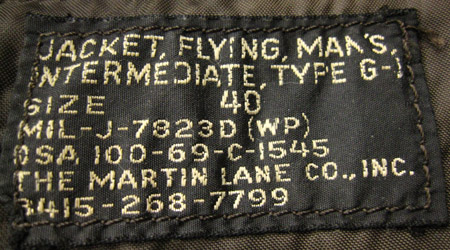 JACKET, FLYING, MAN'S,
INTERMEDIATE, TYPE G-1
SIZE 40
MIL-J-7823D (WP)
DSA 100-69-C-1545
THE MARTIN LANE CO., INC.
8415-268-7799